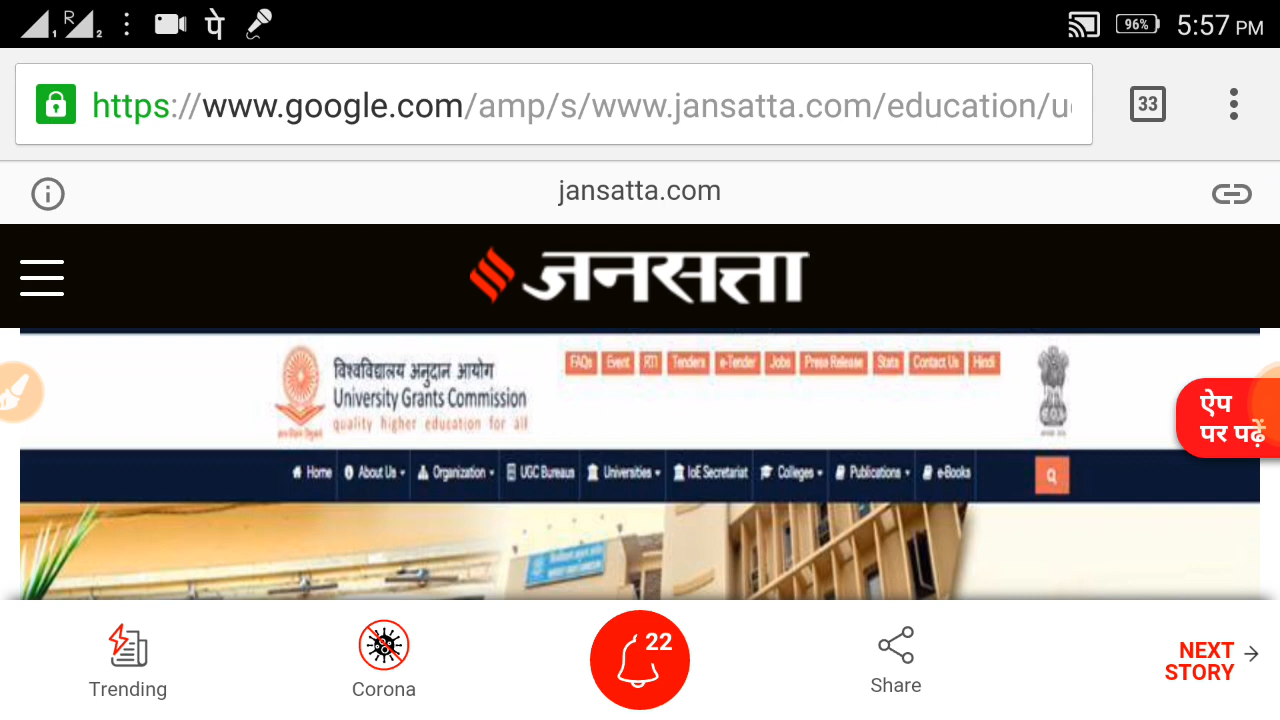 R 1 2 पे 96% 5:57 PM
https://www.google.com/amp/s/www.jansatta.com/education/u
33
jansatta.com
जनसत्ता
विश्वविद्यालय अनुदान आयोग
University Grants Commission
quality higher education for all
FAQs Event RTI Tenders e-Tender Jobs Press Release Stats Contact Us Hindi
ऐप
पर पढ़ें
Home About Us Organization UGC Bureaus Universities IoE Secretariat Colleges Publications e-Books
Trending
Corona
22
Share
NEXT
STORY